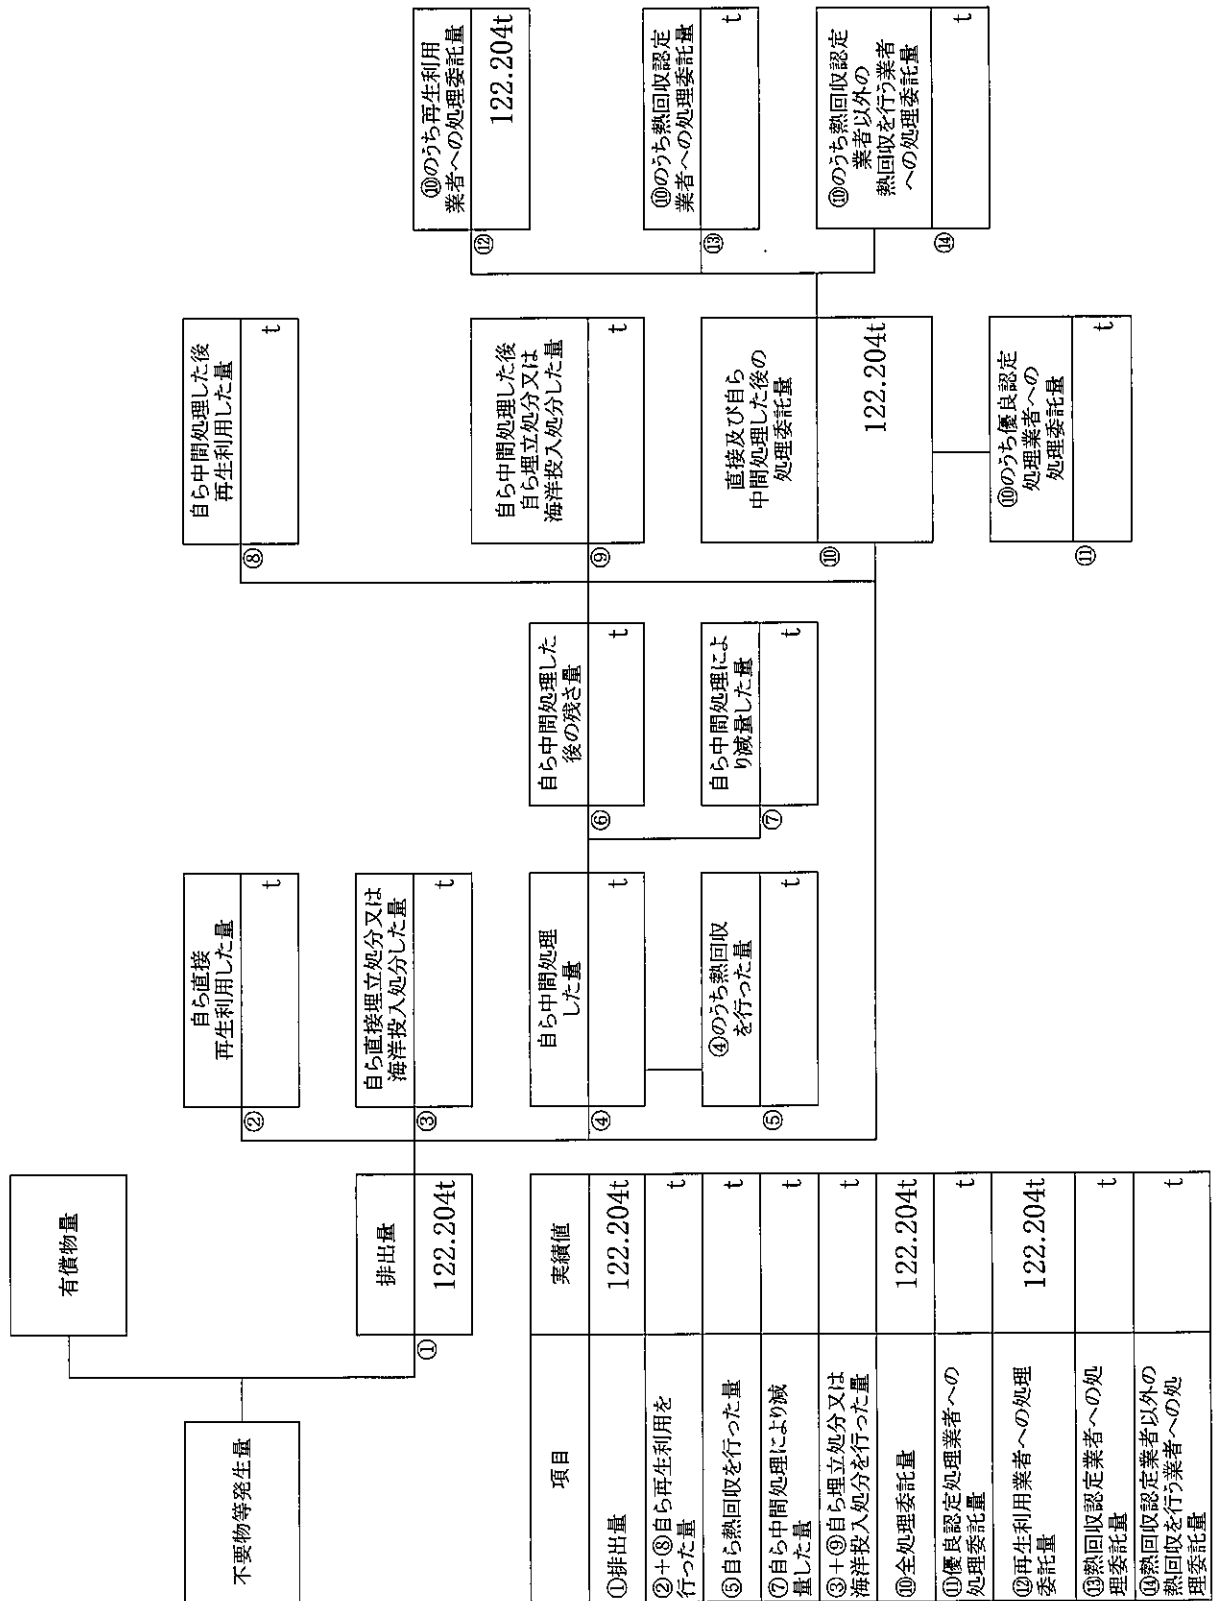 不要物等発生量
有償物量
①
排出量
122.204t
②
自ら直接
再生利用した量
t
③
自ら直接埋立処分又は
海洋投入処分した量
t
④
自ら中間処理
した量
t
⑤
④のうち熱回収
を行った量
t
⑥
自ら中間処理した
後の残さ量
t
⑦
自ら中間処理によ
り減量した量
t
⑧
自ら中間処理した後
再生利用した量
t
⑨
自ら中間処理した後
自ら埋立処分又は
海洋投入処分した量
t
⑩
直接及び自ら
中間処理した後の
処理委託量
122.204t
⑪
⑩のうち優良認定
処理業者への
処理委託量
t
⑫
⑩のうち再生利用
業者への処理委託量
122.204t
⑬
⑩のうち熱回収認定
業者への処理委託量
t
⑭
⑩のうち熱回収認定
業者以外の
熱回収を行う業者
への処理委託量
t
項目 実績値
①排出量 122.204t
②+⑧自ら再生利用を
行った量
t
⑤自ら熱回収を行った量 t
⑦自ら中間処理により減
量した量
t
③+⑨自ら埋立処分又は
海洋投入処分を行った量
t
⑩全処理委託量 122.204t
⑪優良認定処理業者への
処理委託量
t
⑫再生利用業者への処理
委託量
122.204t
⑬熱回収認定業者への処
理委託量
t
⑭熱回収認定業者以外の
熱回収を行う業者への処
理委託量
t